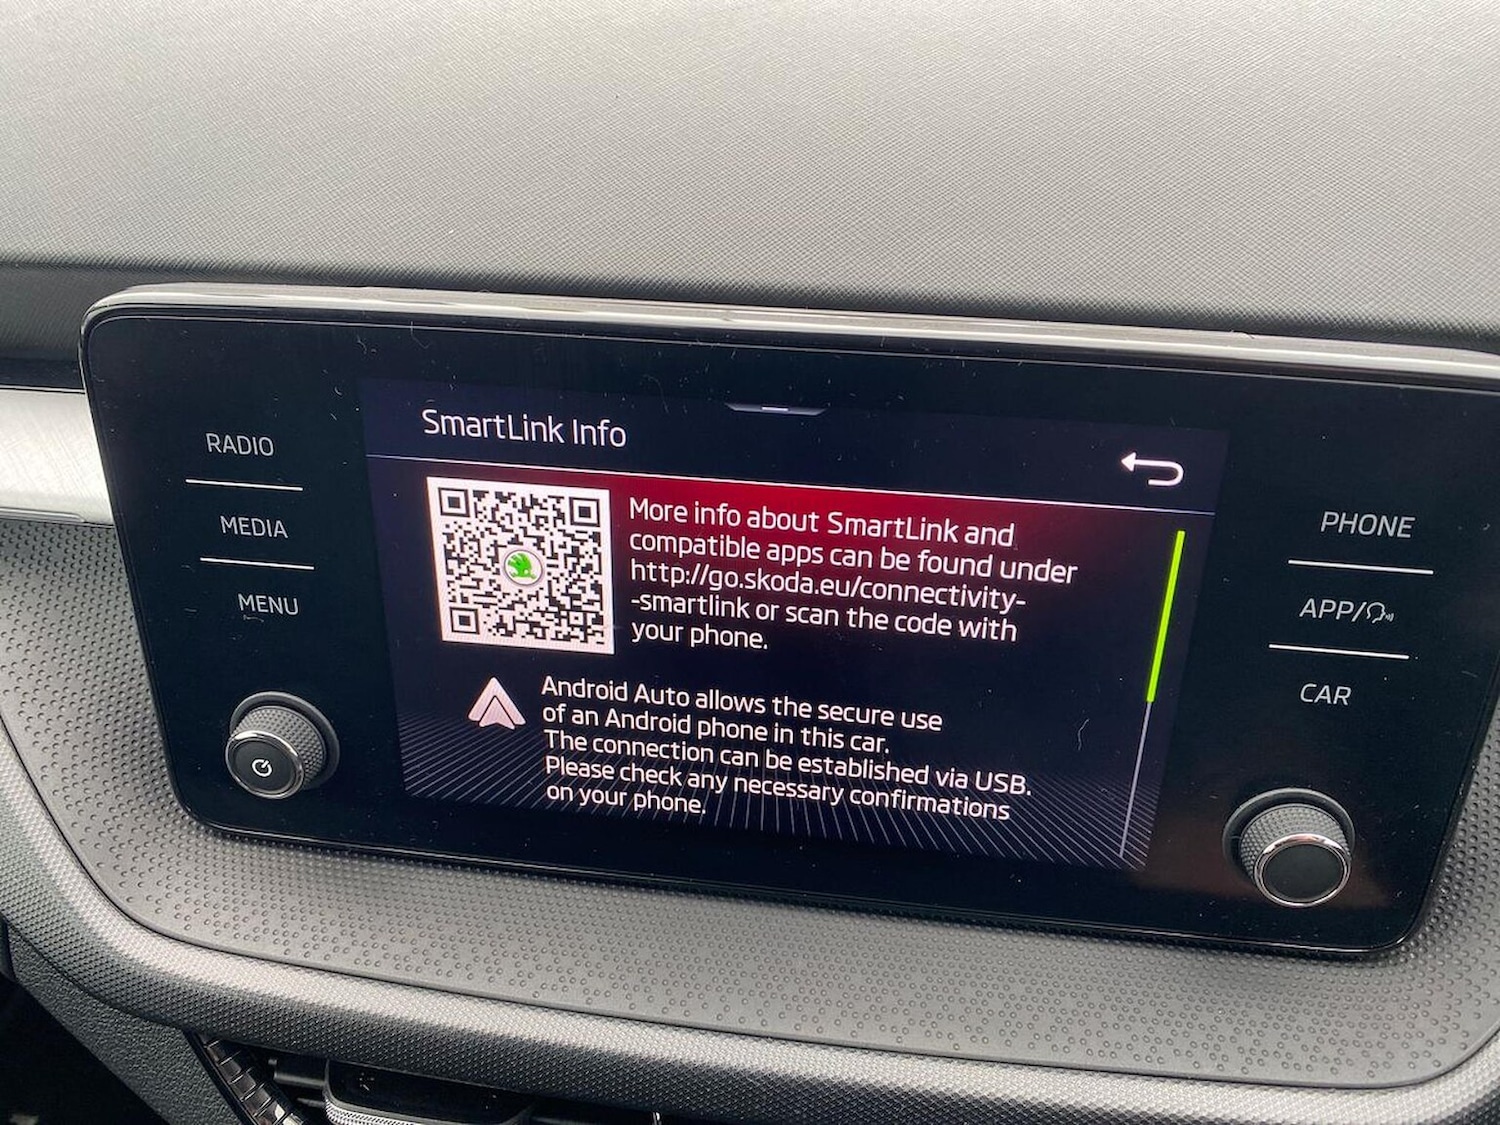 SmartLink Info
RADIO
MEDIA
MENU
More info about SmartLink and
compatible apps can be found under
http://go.skoda.eu/connectivity-
-smartlink or scan the code with
your phone.
Android Auto allows the secure use
of an Android phone in this car.
The connection can be established via USB.
Please check any necessary confirmations
on your phone.
PHONE
APP/
CAR